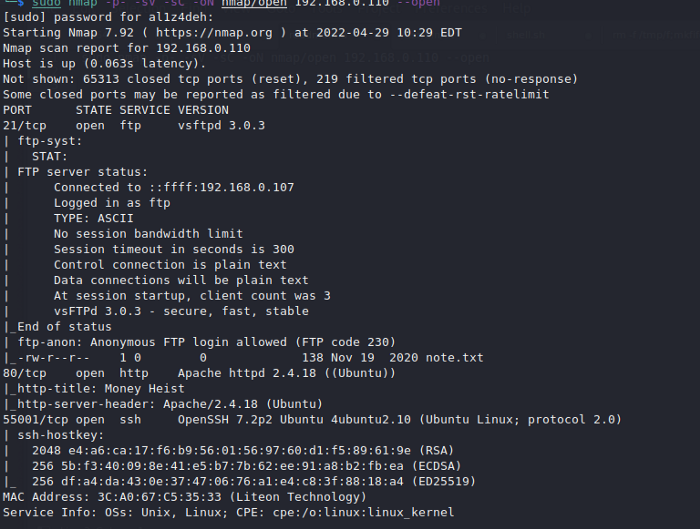 $ sudo nmap -p- -sV -sC -oN nmap/open 192.168.0.110 --open
[sudo] password for al1z4deh:
Starting Nmap 7.92 ( https://nmap.org ) at 2022-04-29 10:29 EDT
Nmap scan report for 192.168.0.110
Host is up (0.063s latency).
Not shown: 65313 closed tcp ports (reset), 219 filtered tcp ports (no-response)
Some closed ports may be reported as filtered due to --defeat-rst-ratelimit
PORT      STATE SERVICE VERSION
21/tcp    open  ftp     vsftpd 3.0.3
| ftp-syst:
|   STAT:
| FTP server status:
|      Connected to ::ffff:192.168.0.107
|      Logged in as ftp
|      TYPE: ASCII
|      No session bandwidth limit
|      Session timeout in seconds is 300
|      Control connection is plain text
|      Data connections will be plain text
|      At session startup, client count was 3
|      vsFTPd 3.0.3 - secure, fast, stable
|_End of status
| ftp-anon: Anonymous FTP login allowed (FTP code 230)
|_-rw-r--r--    1 0        0             138 Nov 19  2020 note.txt
80/tcp    open  http    Apache httpd 2.4.18 ((Ubuntu))
|_http-title: Money Heist
|_http-server-header: Apache/2.4.18 (Ubuntu)
55001/tcp open  ssh     OpenSSH 7.2p2 Ubuntu 4ubuntu2.10 (Ubuntu Linux; protocol 2.0)
| ssh-hostkey:
|   2048 e4:a6:ca:17:f6:b9:56:01:56:97:60:d1:f5:89:61:9e (RSA)
|   256 5b:f3:40:09:8e:41:e5:b7:7b:62:ee:91:a8:b2:fb:ea (ECDSA)
|_  256 df:a4:da:43:0e:37:47:06:76:a1:e4:c8:3f:88:18:a4 (ED25519)
MAC Address: 3C:A0:67:C5:35:33 (Liteon Technology)
Service Info: OSs: Unix, Linux; CPE: cpe:/o:linux:linux_kernel